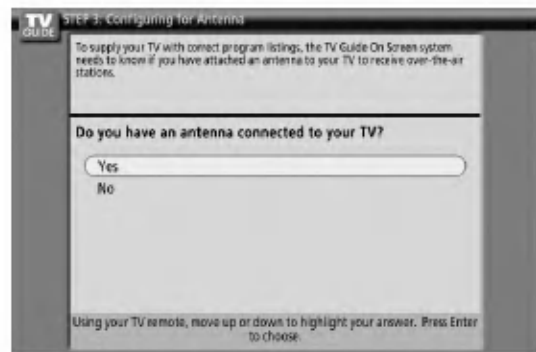 TV
GUIDE
STEP 3: Configuring for Antenna
To supply your TV with correct program listings, the TV Guide On Screen system
needs to know if you have attached an antenna to your TV to receive over-the-air
stations.
Do you have an antenna connected to your TV?
Yes
No
Using your TV remote, move up or down to highlight your answer. Press Enter
to choose.